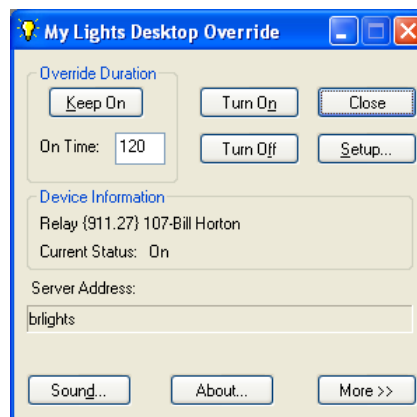 My Lights Desktop Override
Override Duration
Keep On
Turn On
Close
On Time: 120
Turn Off
Setup...
Device Information
Relay {911.27} 107-Bill Horton
Current Status: On
Server Address:
brlights
Sound...
About...
More >>